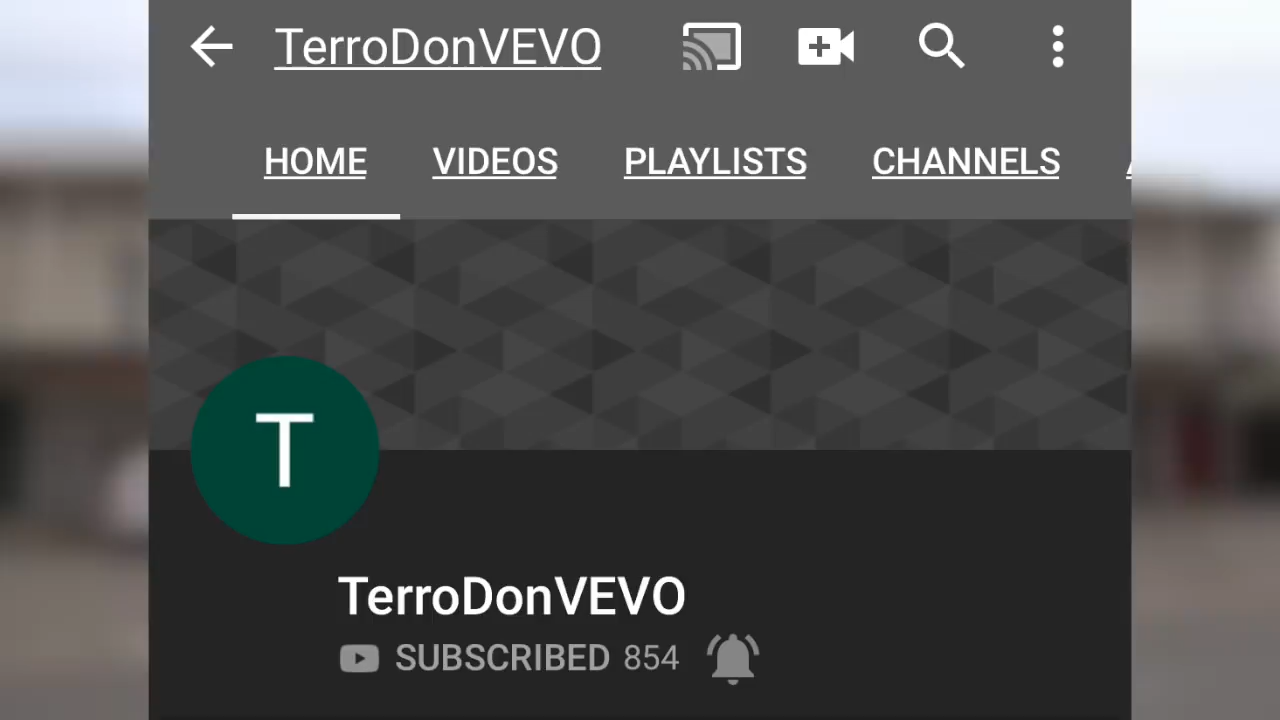 TerroDonVEVO
HOME VIDEOS PLAYLISTS CHANNELS
T
TerroDonVEVO
SUBSCRIBED 854